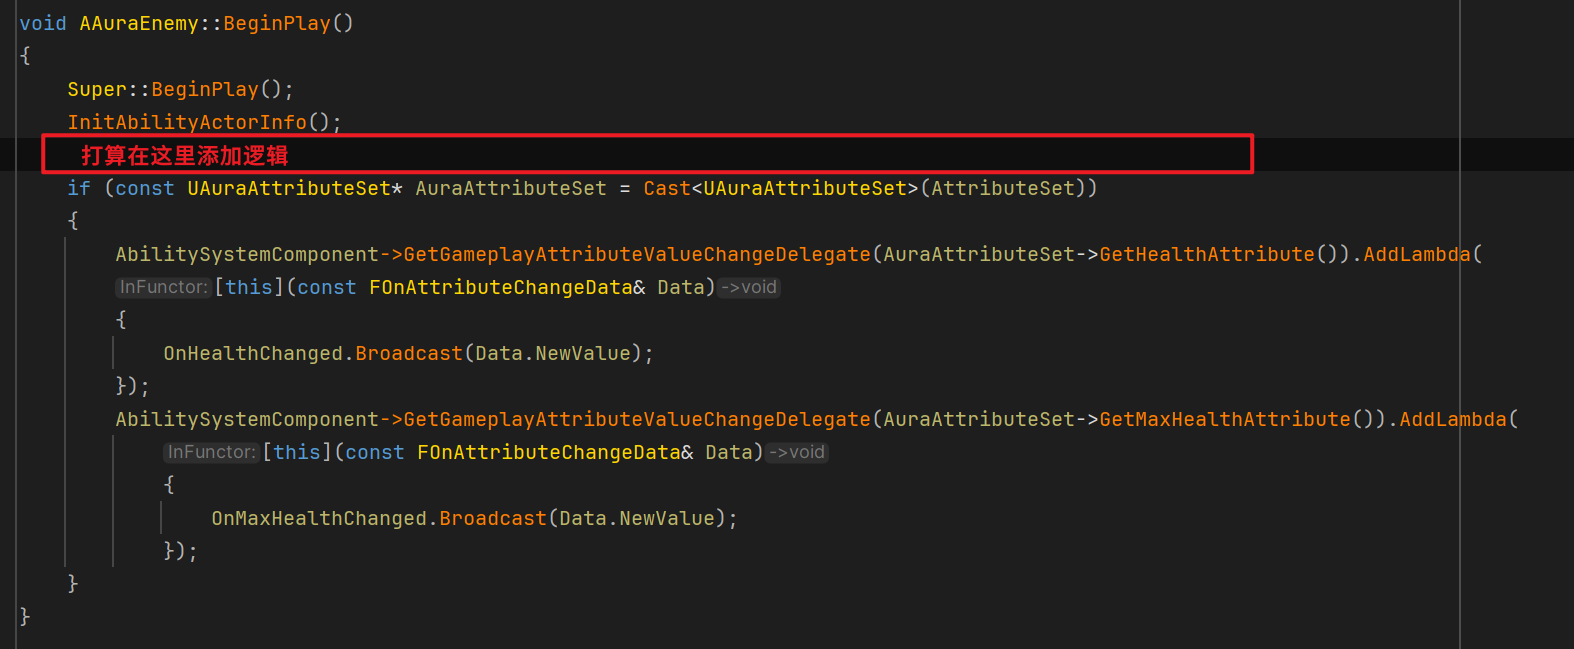 void AAuraEnemy::BeginPlay()
{
    Super::BeginPlay();
    InitAbilityActorInfo();
    打算在这里添加逻辑
    if (const UAuraAttributeSet* AuraAttributeSet = Cast<UAuraAttributeSet>(AttributeSet))
    {
        AbilitySystemComponent->GetGameplayAttributeValueChangeDelegate(AuraAttributeSet->GetHealthAttribute()).AddLambda(
        InFunctor:[this](const FOnAttributeChangeData& Data)->void
        {
            OnHealthChanged.Broadcast(Data.NewValue);
        });
        AbilitySystemComponent->GetGameplayAttributeValueChangeDelegate(AuraAttributeSet->GetMaxHealthAttribute()).AddLambda(
            InFunctor:[this](const FOnAttributeChangeData& Data)->void
            {
                OnMaxHealthChanged.Broadcast(Data.NewValue);
            });
    }
}